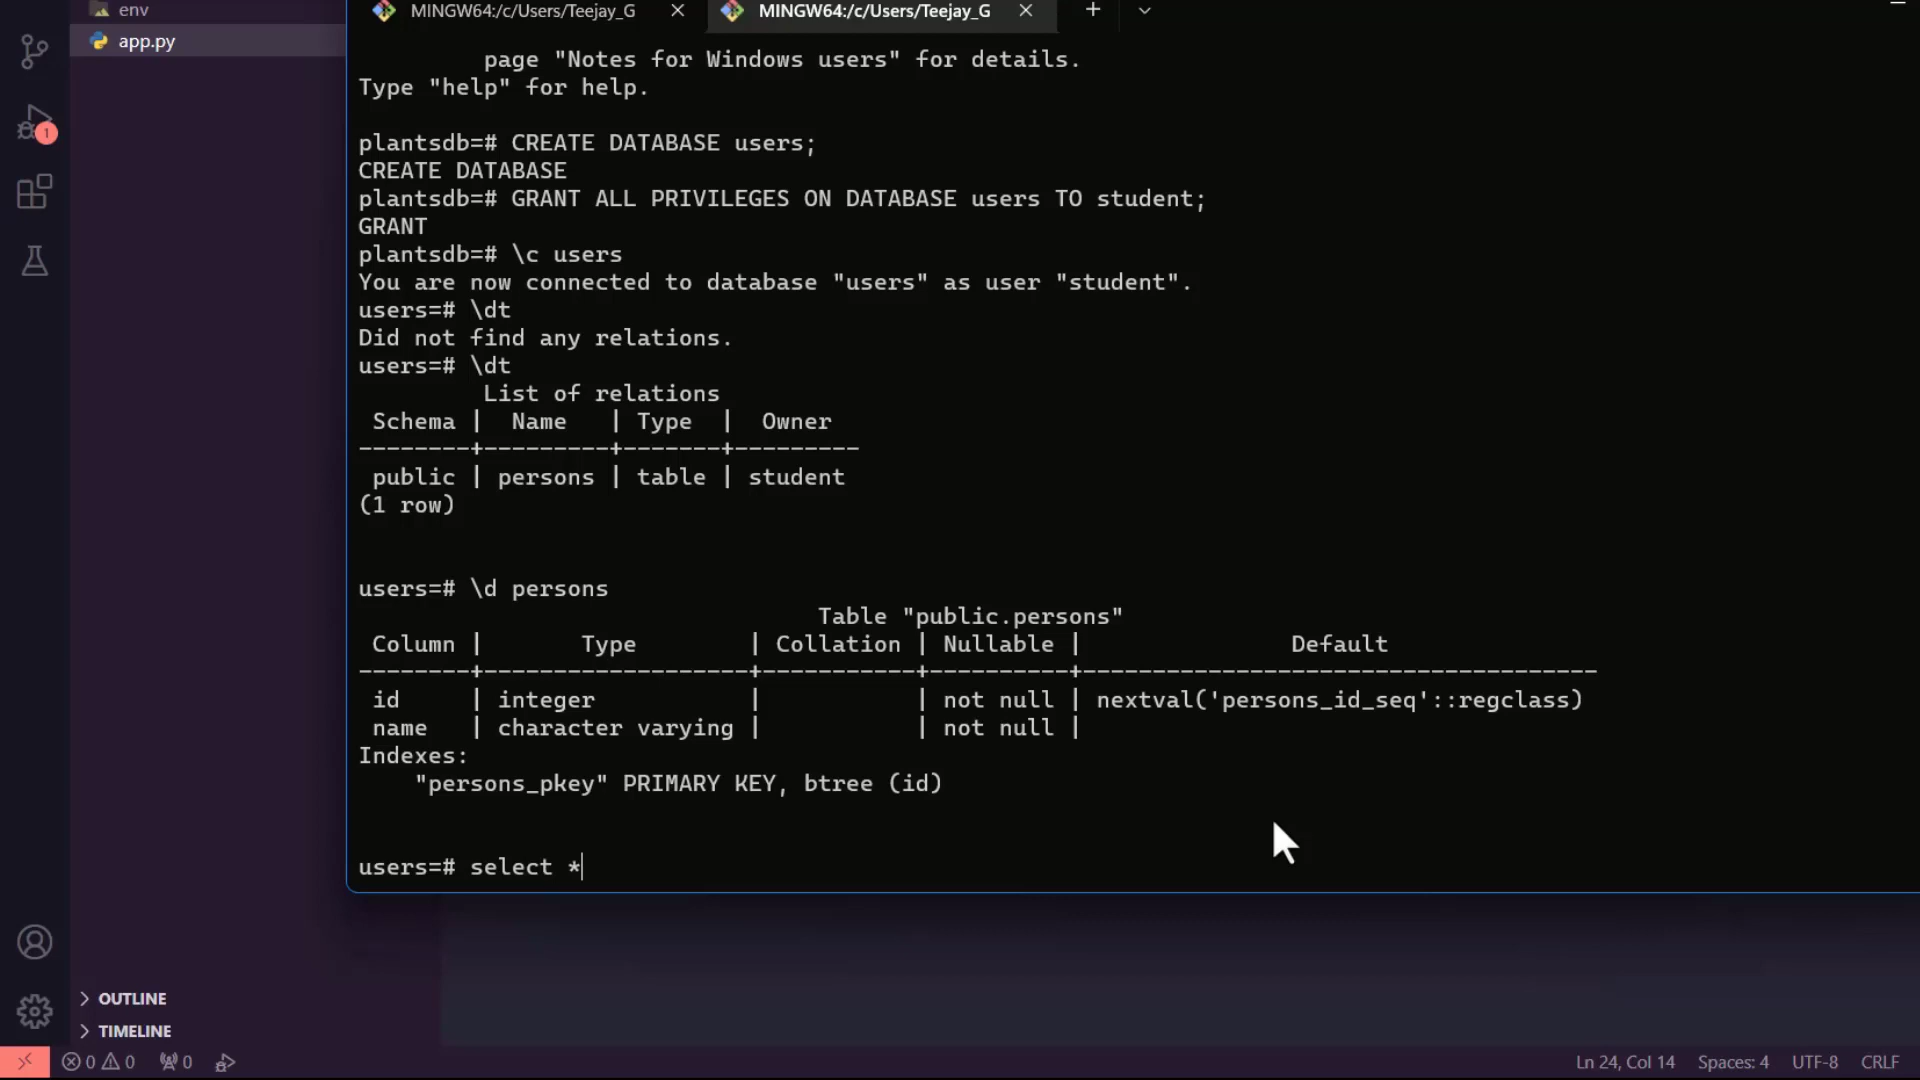 env
app.py
1
MINGW64:/c/Users/Teejay_G
MINGW64:/c/Users/Teejay_G
page "Notes for Windows users" for details.
Type "help" for help.
plantsdb=# CREATE DATABASE users;
CREATE DATABASE
plantsdb=# GRANT ALL PRIVILEGES ON DATABASE users TO student;
GRANT
plantsdb=# \c users
You are now connected to database "users" as user "student".
users=# \dt
Did not find any relations.
users=# \dt
List of relations
Schema | Name | Type | Owner
--------+---------+-------+---------
public | persons | table | student
(1 row)
users=# \d persons
Table "public.persons"
Column | Type | Collation | Nullable | Default
--------+-------------------+-----------+----------+-------------------------------------
id | integer | | not null | nextval('persons_id_seq'::regclass)
name | character varying | | not null |
Indexes:
"persons_pkey" PRIMARY KEY, btree (id)
users=# select *
OUTLINE
TIMELINE
0 0 0
Ln 24, Col 14 Spaces: 4 UTF-8 CRLF